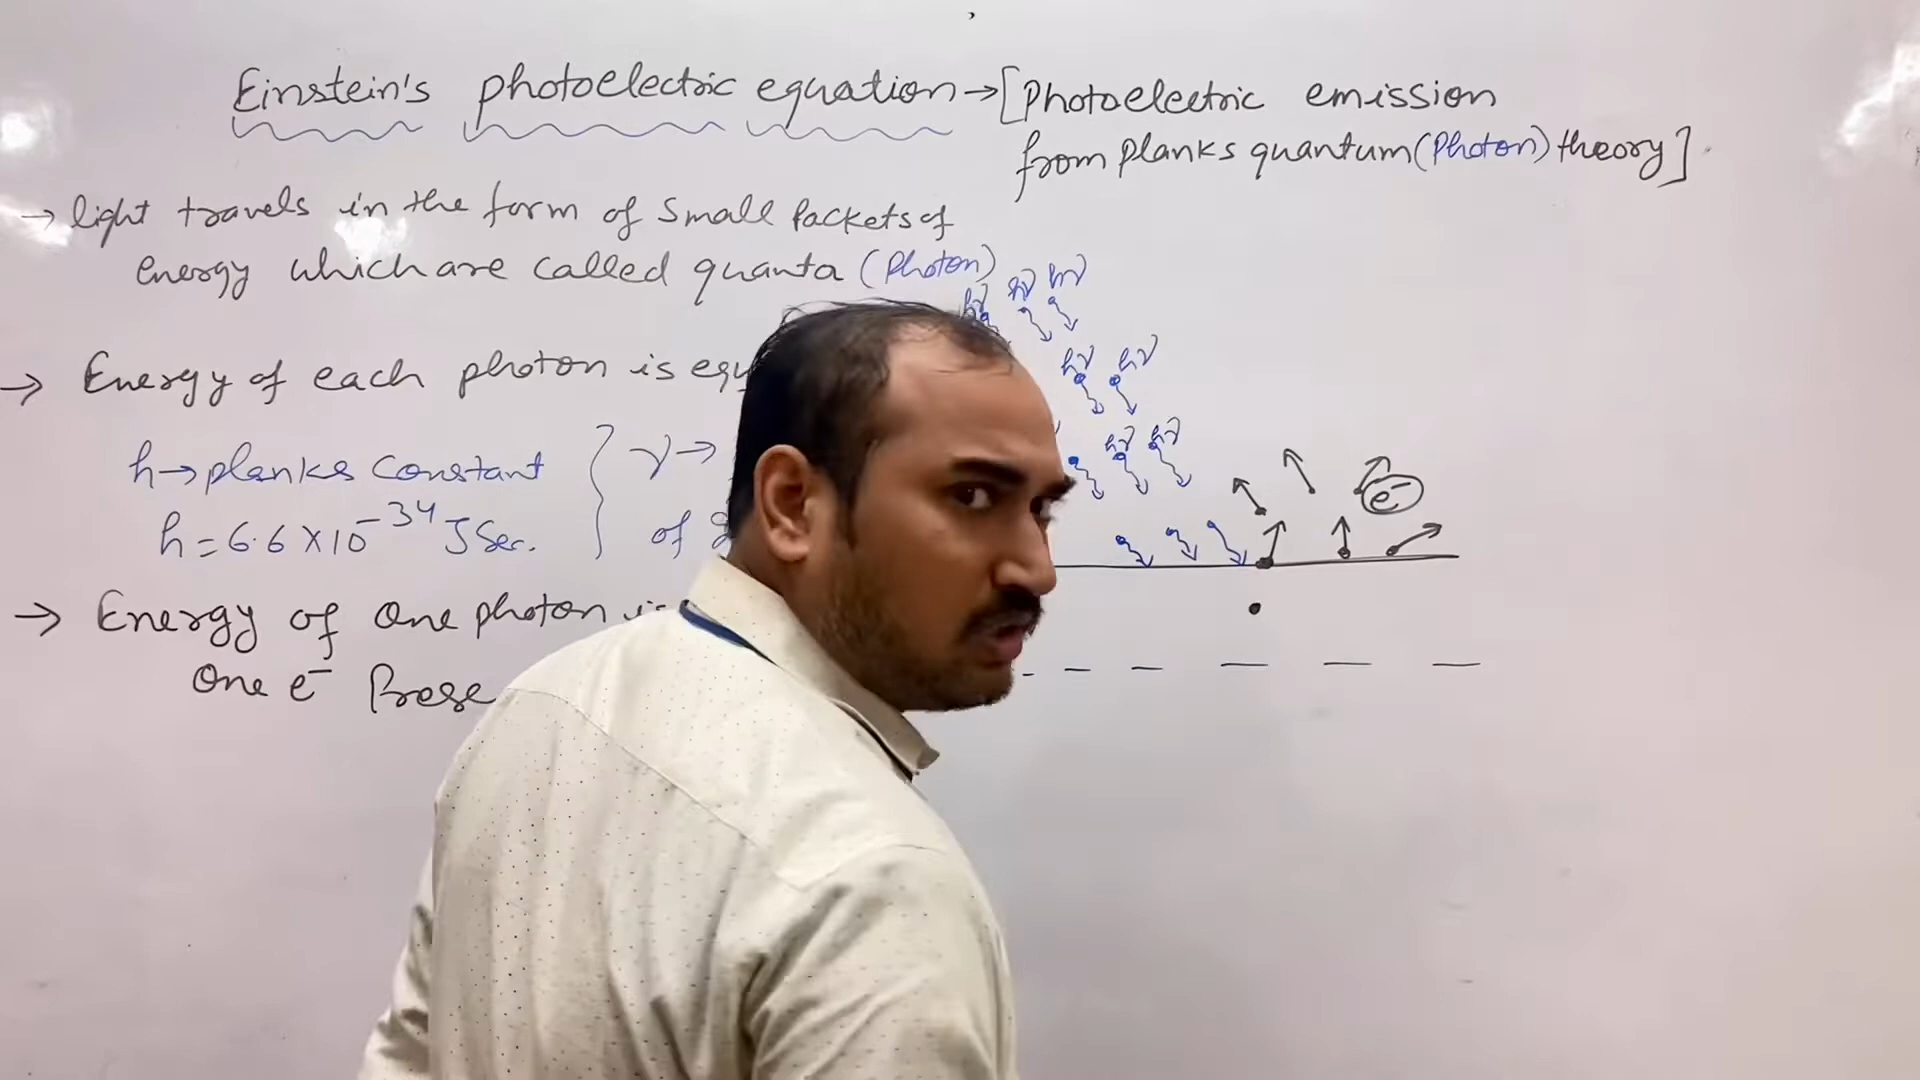 Einstein's photoelectric equation → [Photoelectric emission
from planks quantum (Photon) theory]
→ light travels in the form of small Packets of
energy which are called quanta (Photon)
hν hν hν
→ Energy of each photon is
hν hν
h → planks constant } ν →
hν hν
e⁻
h = 6.6 × 10⁻³⁴ J Sec. of
→ Energy of One photon is
One e⁻